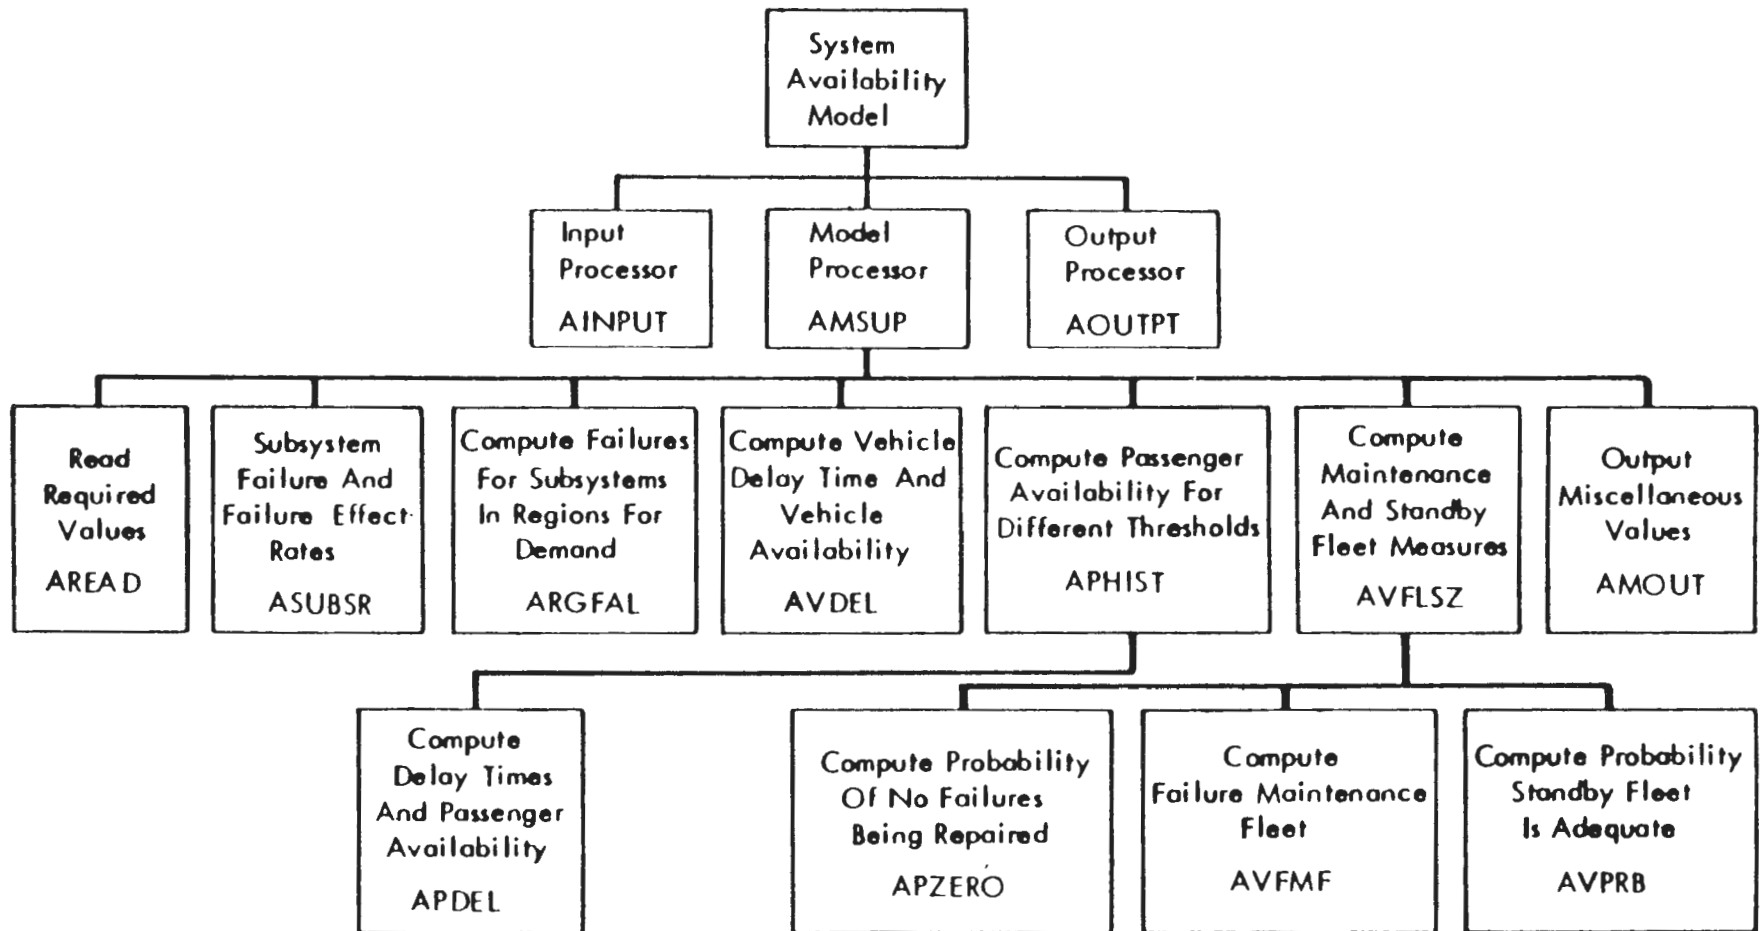 System
Availability
Model
Input
Processor
AINPUT
Model
Processor
AMSUP
Output
Processor
AOUTPT
Read
Required
Values
AREAD
Subsystem
Failure And
Failure Effect
Rates
ASUBSR
Compute Failures
For Subsystems
In Regions For
Demand
ARGFAL
Compute Vehicle
Delay Time And
Vehicle
Availability
AVDEL
Compute Passenger
Availability For
Different Thresholds
APHIST
Compute
Maintenance
And Standby
Fleet Measures
AVFLSZ
Output
Miscellaneous
Values
AMOUT
Compute
Delay Times
And Passenger
Availability
APDEL
Compute Probability
Of No Failures
Being Repaired
APZERO
Compute
Failure Maintenance
Fleet
AVFMF
Compute Probability
Standby Fleet
Is Adequate
AVPRB